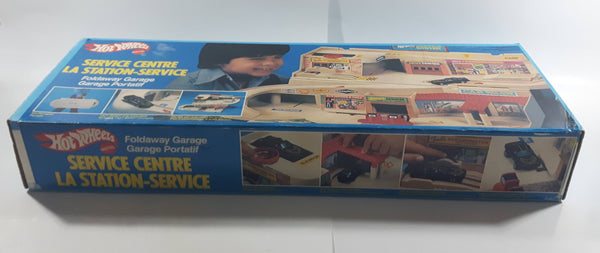 Hot Wheels
SERVICE CENTRE
LA STATION-SERVICE
Foldaway Garage
Garage Portatif
Hot Wheels
Foldaway Garage
Garage Portatif
SERVICE CENTRE
LA STATION-SERVICE